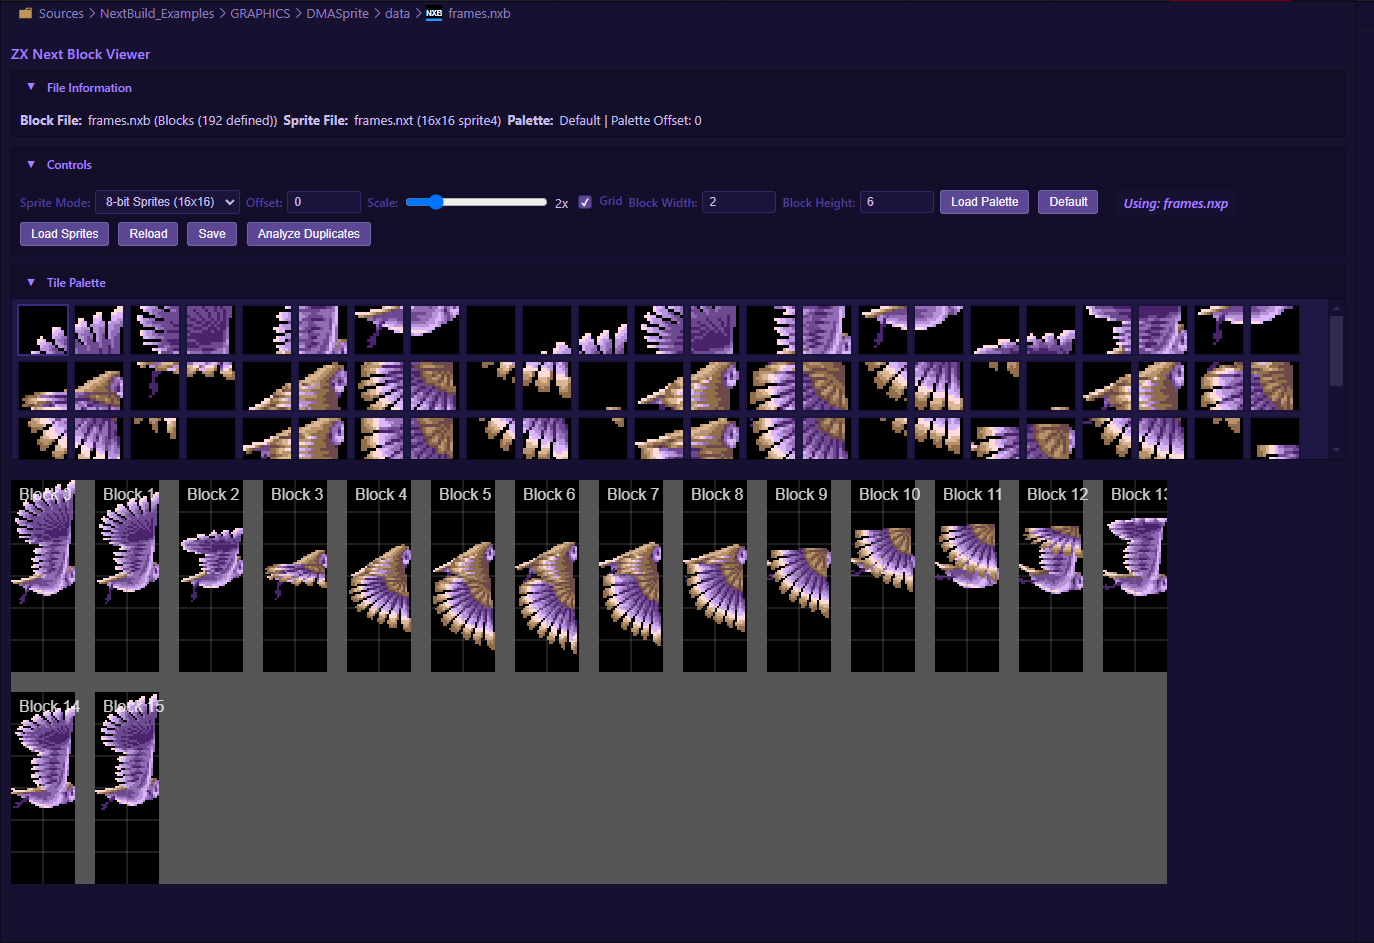 Sources > NextBuild_Examples > GRAPHICS > DMASprite > data > NXB frames.nxb
ZX Next Block Viewer
File Information
Block File: frames.nxb (Blocks (192 defined)) Sprite File: frames.nxt (16x16 sprite4) Palette: Default | Palette Offset: 0
Controls
Sprite Mode: 8-bit Sprites (16x16) Offset: 0 Scale: 2x Grid Block Width: 2 Block Height: 6 Load Palette Default Using: frames.nxp
Load Sprites Reload Save Analyze Duplicates
Tile Palette
Block 0 Block 1 Block 2 Block 3 Block 4 Block 5 Block 6 Block 7 Block 8 Block 9 Block 10 Block 11 Block 12 Block 13
Block 14 Block 15